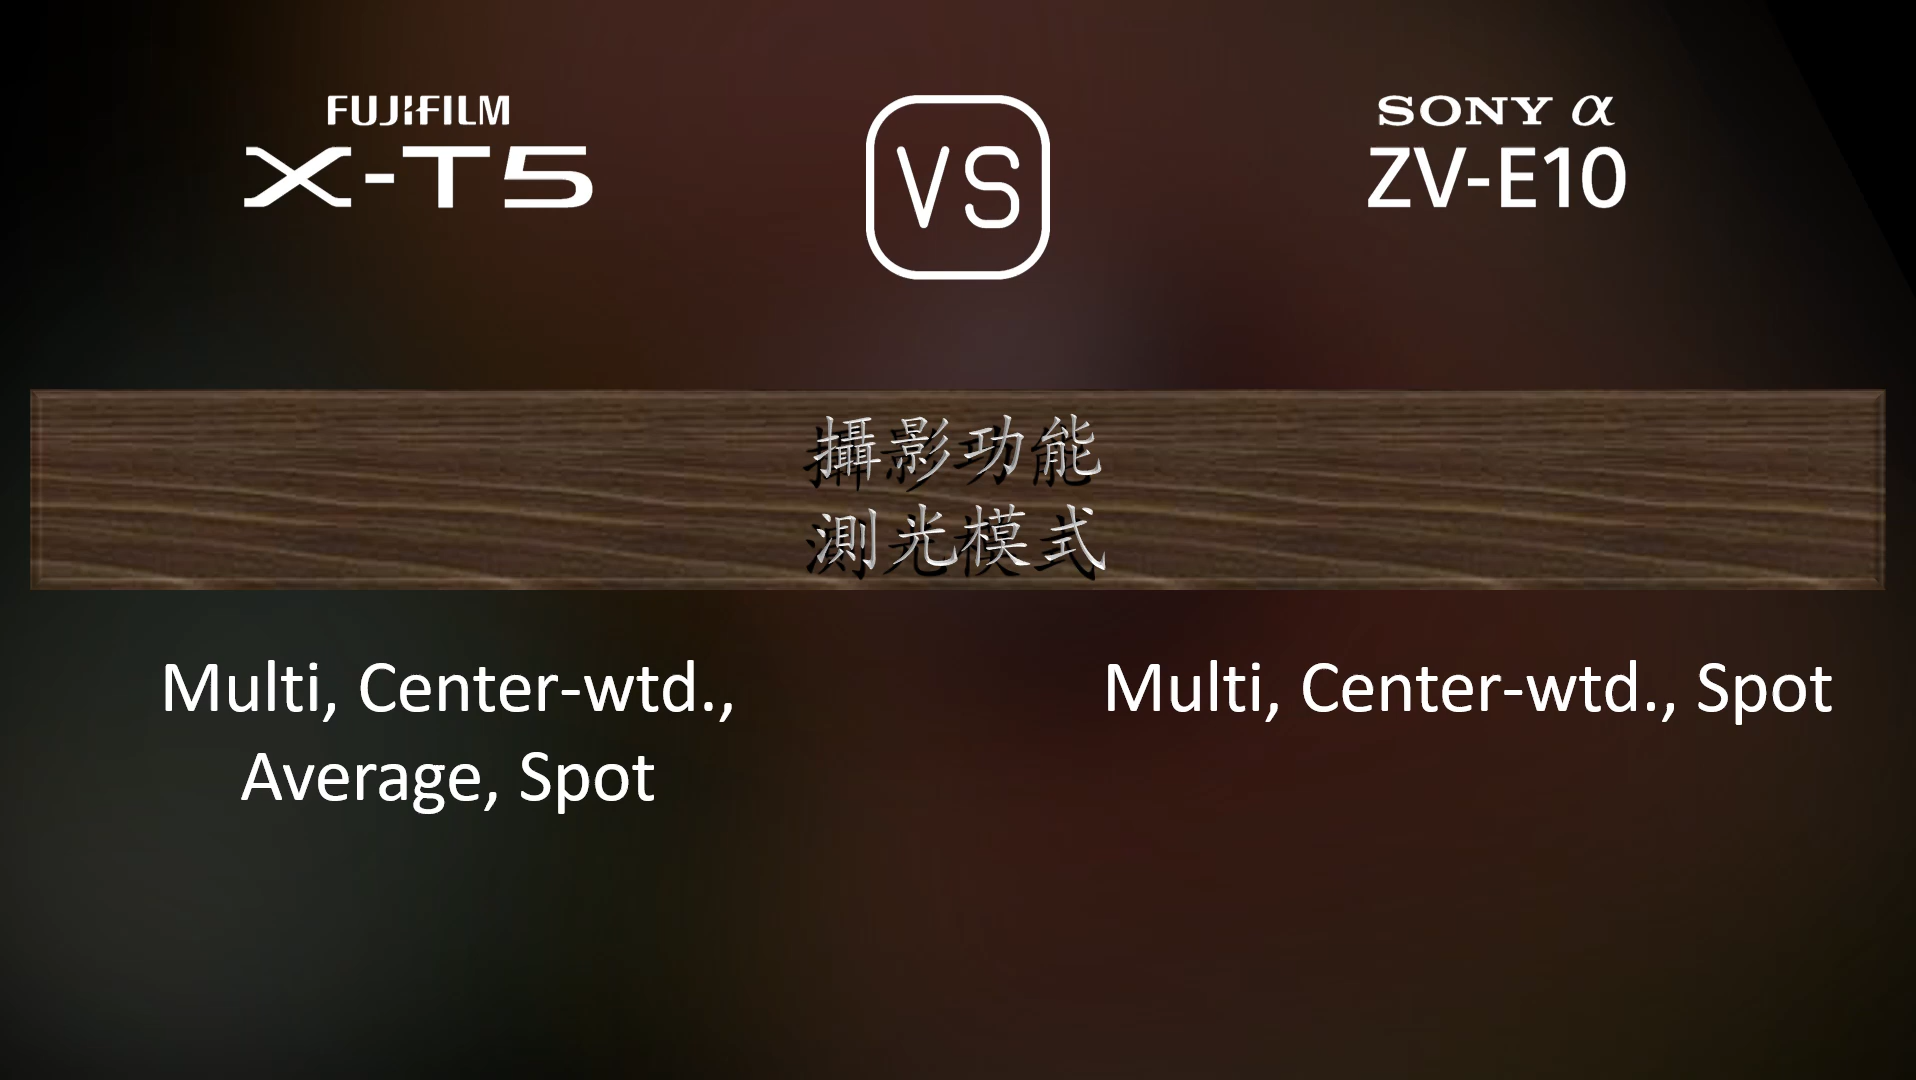 FUJIFILM
X-T5
VS
SONY α
ZV-E10
攝影功能
測光模式
Multi, Center-wtd.,
Average, Spot
Multi, Center-wtd., Spot